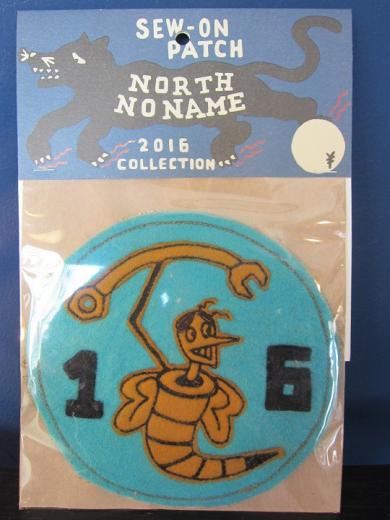 SEW-ON
PATCH
NORTH
NO NAME
2016
COLLECTION
¥
1 6